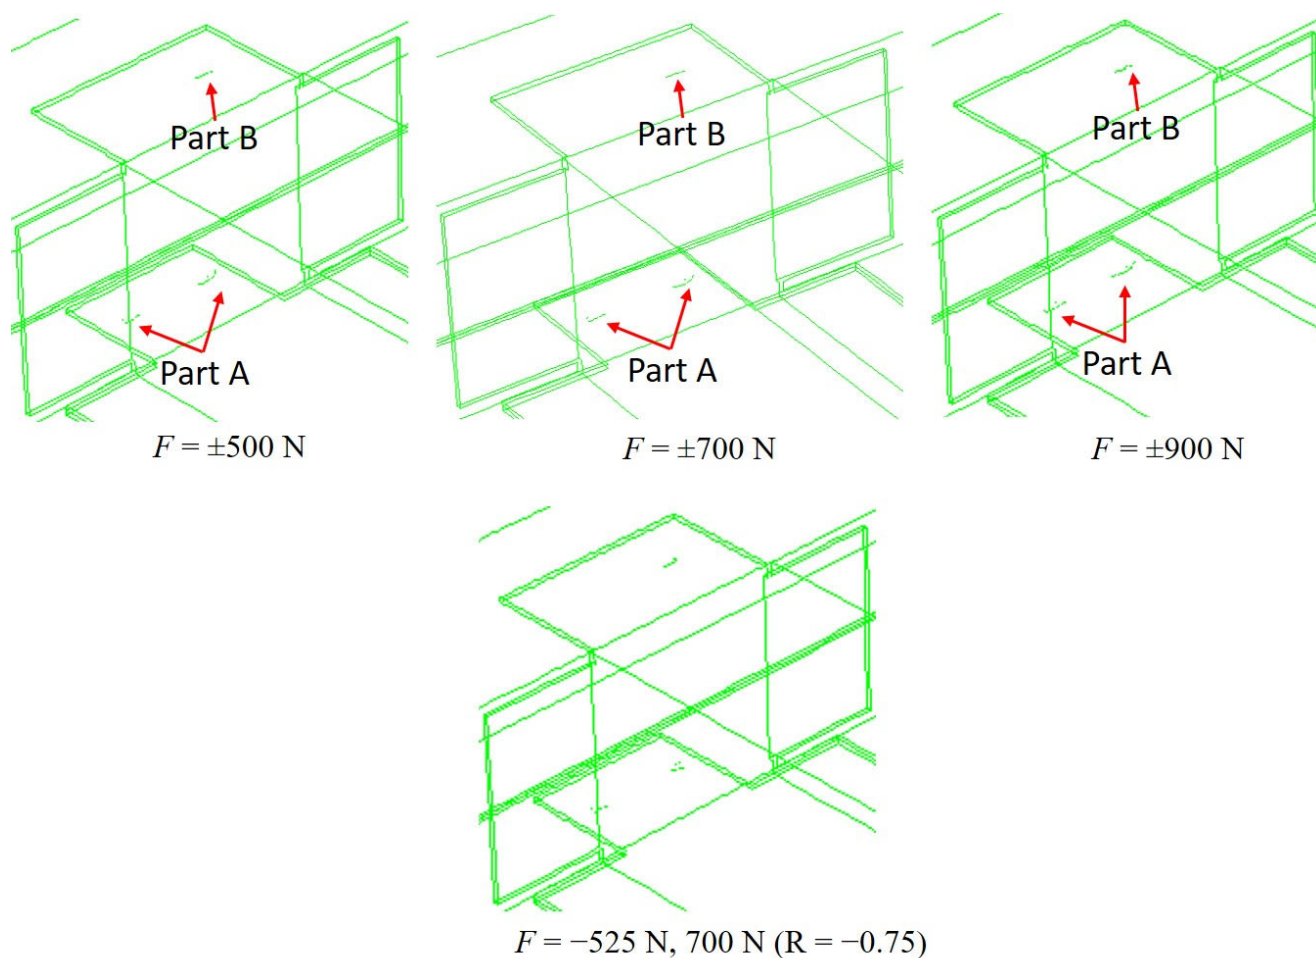 Part B
Part A
F = ±500 N
Part B
Part A
F = ±700 N
Part B
Part A
F = ±900 N
F = −525 N, 700 N (R = −0.75)